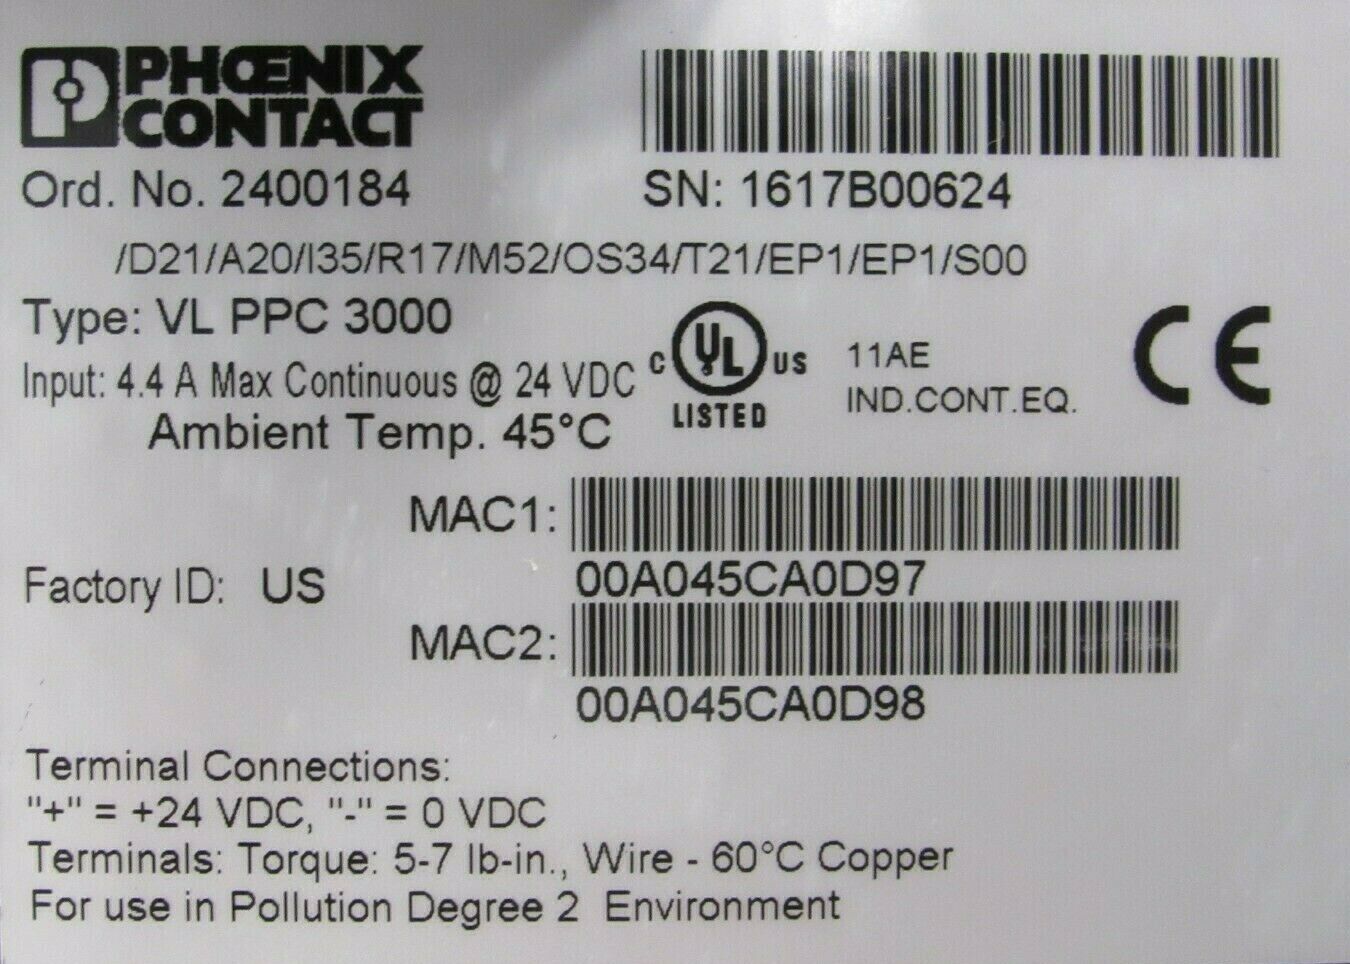 PHŒNIX
CONTACT
Ord. No. 2400184
SN: 1617B00624
/D21/A20/I35/R17/M52/OS34/T21/EP1/EP1/S00
Type: VL PPC 3000
Input: 4.4 A Max Continuous @ 24 VDC
Ambient Temp. 45°C
C UL US
LISTED
11AE
IND.CONT.EQ.
CE
MAC1:
00A045CA0D97
Factory ID: US
MAC2:
00A045CA0D98
Terminal Connections:
"+" = +24 VDC, "-" = 0 VDC
Terminals: Torque: 5-7 lb-in., Wire - 60°C Copper
For use in Pollution Degree 2 Environment